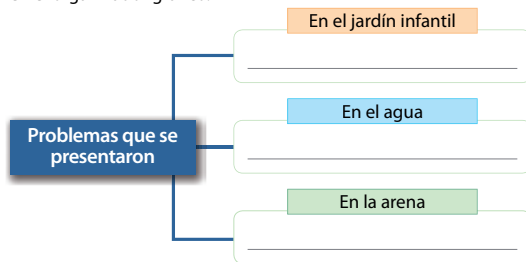 En el jardín infantil
En el agua
Problemas que se
presentaron
En la arena